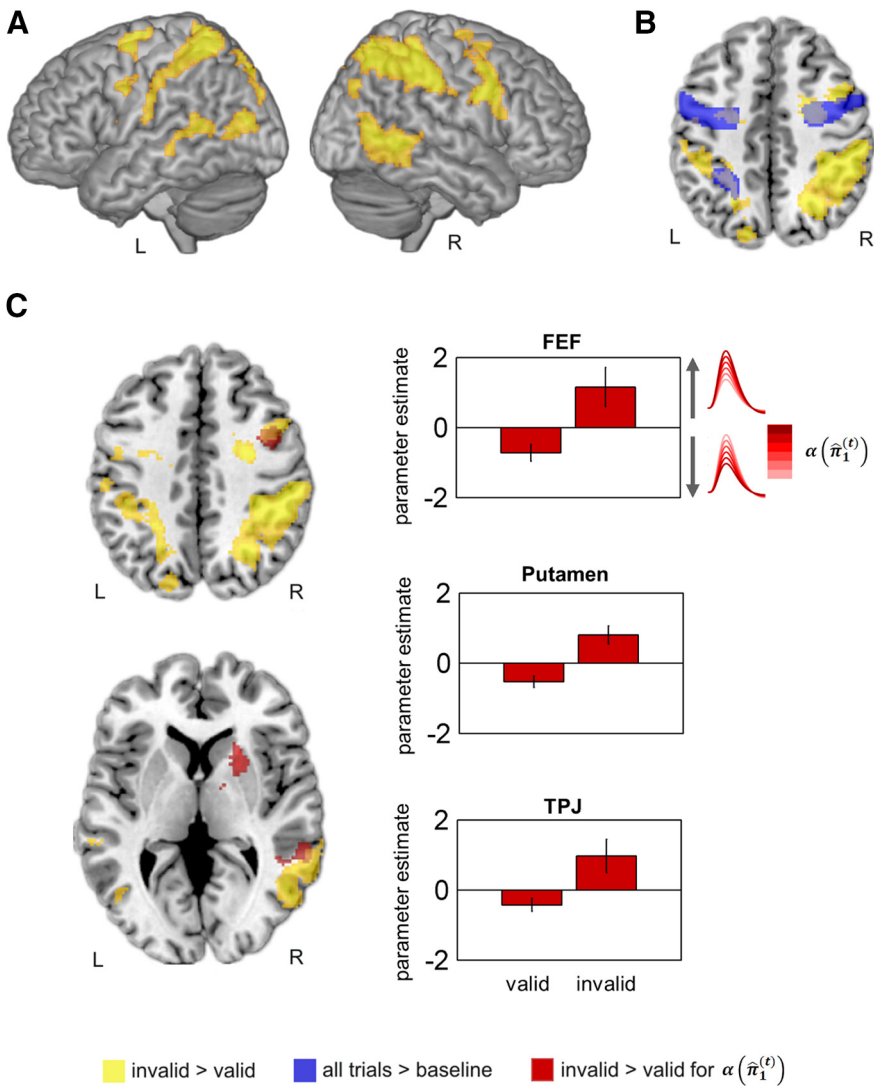 A
B
L
R
L
R
C
FEF
parameter estimate
2
0
-2
α(π̂₁⁽ᵗ⁾)
L
R
Putamen
parameter estimate
2
0
-2
TPJ
parameter estimate
2
0
-2
L
R
valid invalid
invalid > valid
all trials > baseline
invalid > valid for α(π̂₁⁽ᵗ⁾)